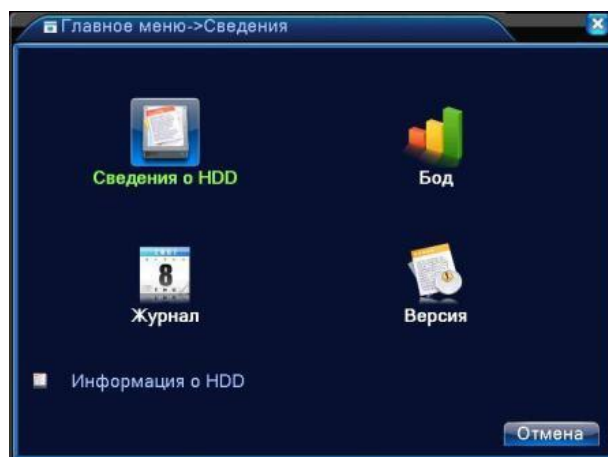 Главное меню->Сведения
Сведения о HDD
Бод
Журнал
8
Версия
Информация о HDD
Отмена